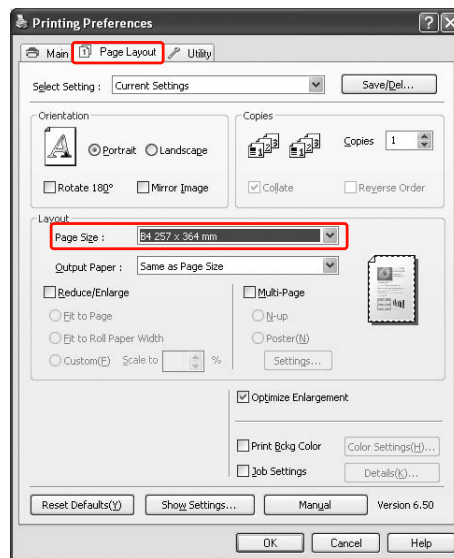 Printing Preferences
Main Page Layout Utility
Select Setting : Current Settings Save/Del...
Orientation Copies
A Portrait Landscape Copies 1
Rotate 180° Mirror Image Collate Reverse Order
Layout
Page Size : B4 257 x 364 mm
Output Paper : Same as Page Size
Reduce/Enlarge Multi-Page
Fit to Page N-up
Fit to Roll Paper Width Poster(N)
Custom(F) Scale to % Settings...
Optimize Enlargement
Print Bckg Color Color Settings(H)...
Job Settings Details(K)...
Reset Defaults(Y) Show Settings... Manual Version 6.50
OK Cancel Help